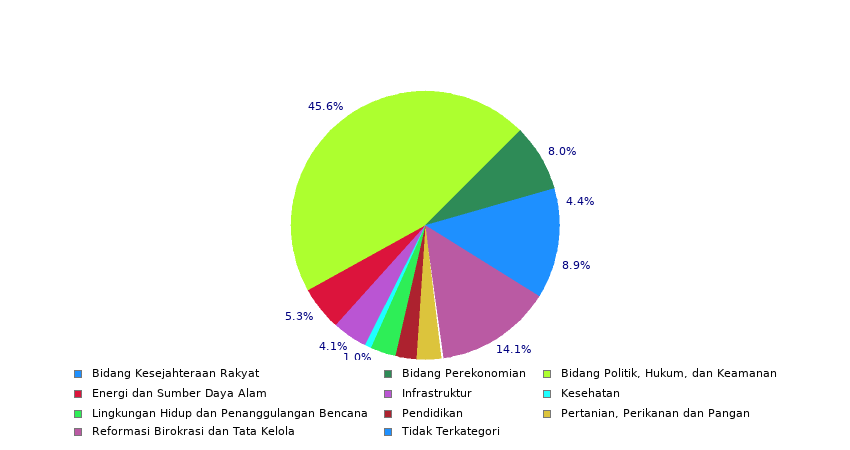 45.6%
8.0%
4.4%
8.9%
5.3%
4.1%
1.0%
14.1%
Bidang Kesejahteraan Rakyat Bidang Perekonomian Bidang Politik, Hukum, dan Keamanan
Energi dan Sumber Daya Alam Infrastruktur Kesehatan
Lingkungan Hidup dan Penanggulangan Bencana Pendidikan Pertanian, Perikanan dan Pangan
Reformasi Birokrasi dan Tata Kelola Tidak Terkategori